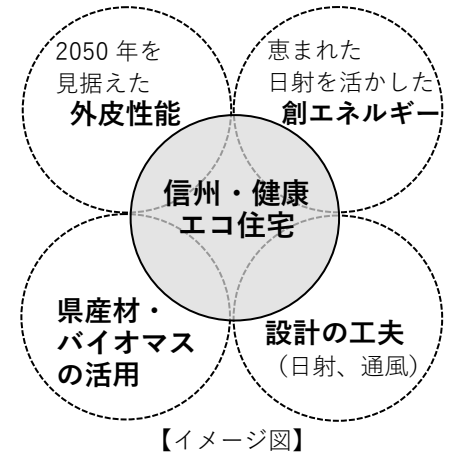 2050 年を
見据えた
外皮性能
恵まれた
日射を活かした
創エネルギー
信州・健康
エコ住宅
県産材・
バイオマス
の活用
設計の工夫
（日射、通風）
【イメージ図】